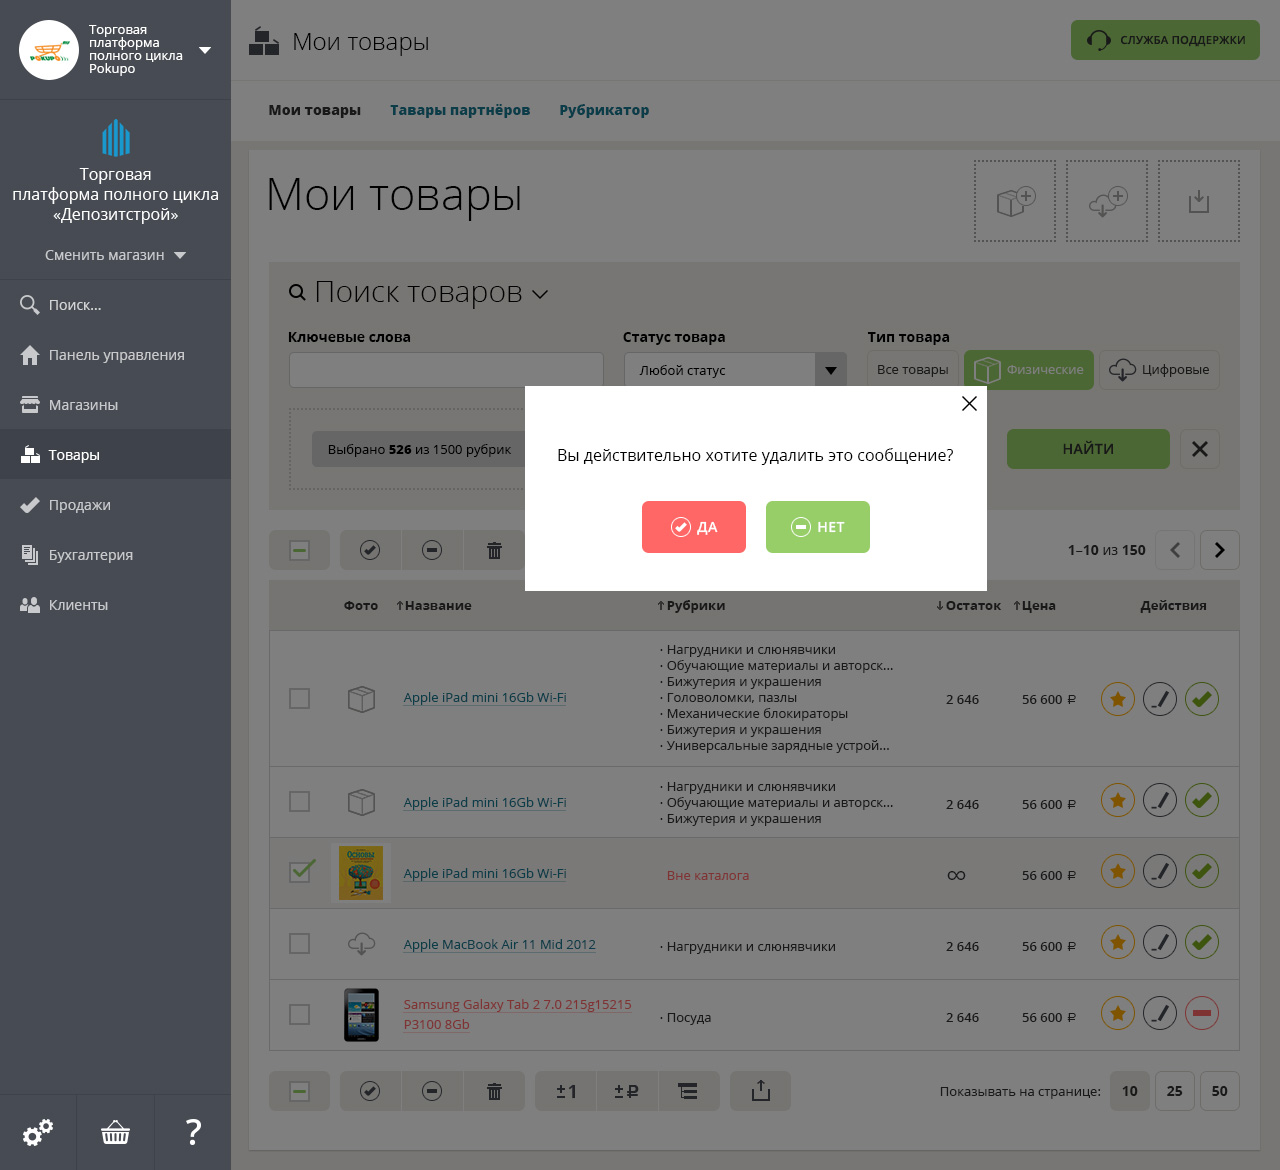 POKUPO
Торговая
платформа
полного цикла
Pokupo
Мои товары
СЛУЖБА ПОДДЕРЖКИ
Мои товары
Тавары партнёров
Рубрикатор
Торговая
платформа полного цикла
«Депозитстрой»
Сменить магазин
Поиск...
Панель управления
Магазины
Товары
Продажи
Бухгалтерия
Клиенты
?
Мои товары
Поиск товаров
Ключевые слова
Статус товара
Тип товара
Любой статус
Все товары
Физические
Цифровые
Выбрано 526 из 1500 рубрик
НАЙТИ
Вы действительно хотите удалить это сообщение?
ДА
НЕТ
1–10 из 150
Фото
Название
Рубрики
Остаток
Цена
Действия
Apple iPad mini 16Gb Wi-Fi
· Нагрудники и слюнявчики
· Обучающие материалы и авторск...
· Бижутерия и украшения
· Головоломки, пазлы
· Механические блокираторы
· Бижутерия и украшения
· Универсальные зарядные устрой...
2 646
56 600 ₽
Apple iPad mini 16Gb Wi-Fi
· Нагрудники и слюнявчики
· Обучающие материалы и авторск...
· Бижутерия и украшения
2 646
56 600 ₽
Основы
Apple iPad mini 16Gb Wi-Fi
Вне каталога
∞
56 600 ₽
Apple MacBook Air 11 Mid 2012
· Нагрудники и слюнявчики
2 646
56 600 ₽
Samsung Galaxy Tab 2 7.0 215g15215
P3100 8Gb
· Посуда
2 646
56 600 ₽
±1
±₽
Показывать на странице:
10
25
50